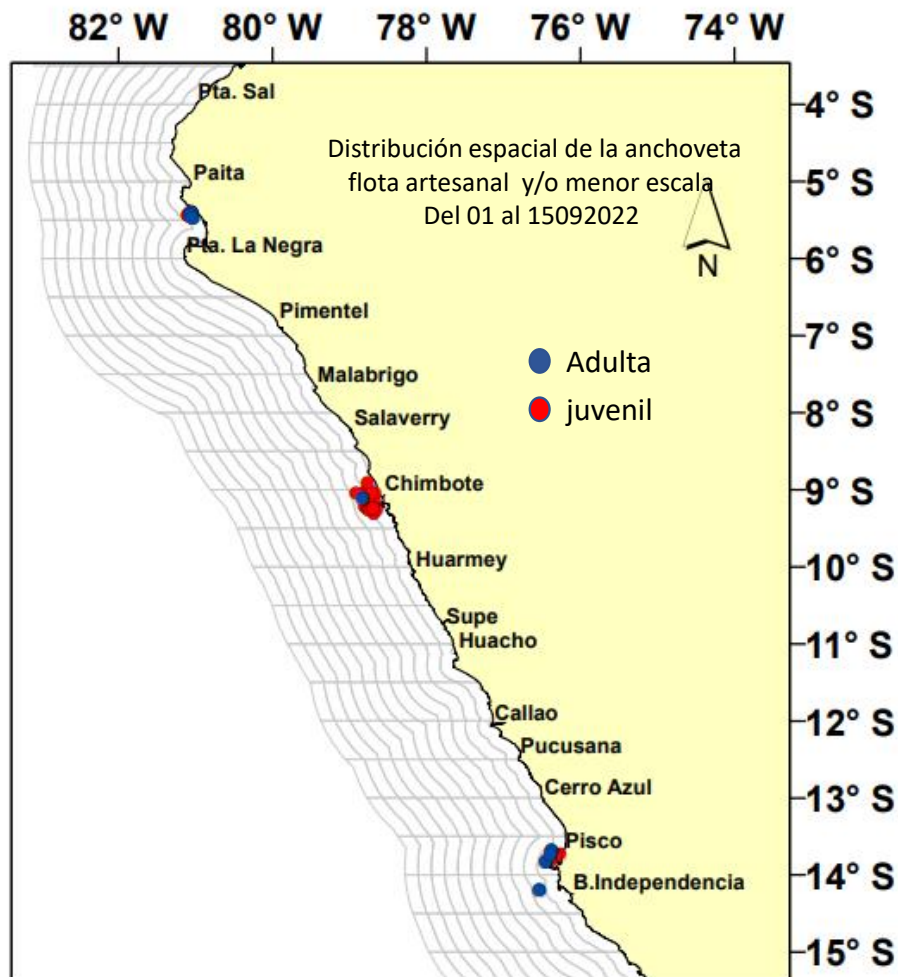 82° W 80° W 78° W 76° W 74° W
Pta. Sal
4° S
Distribución espacial de la anchoveta
flota artesanal y/o menor escala
Del 01 al 15092022
Paita
5° S
N
Pta. La Negra
6° S
Pimentel
7° S
Adulta
Malabrigo
juvenil
Salaverry
8° S
Chimbote
9° S
Huarmey
10° S
Supe
Huacho
11° S
Callao
12° S
Pucusana
Cerro Azul
13° S
Pisco
14° S
B.Independencia
15° S